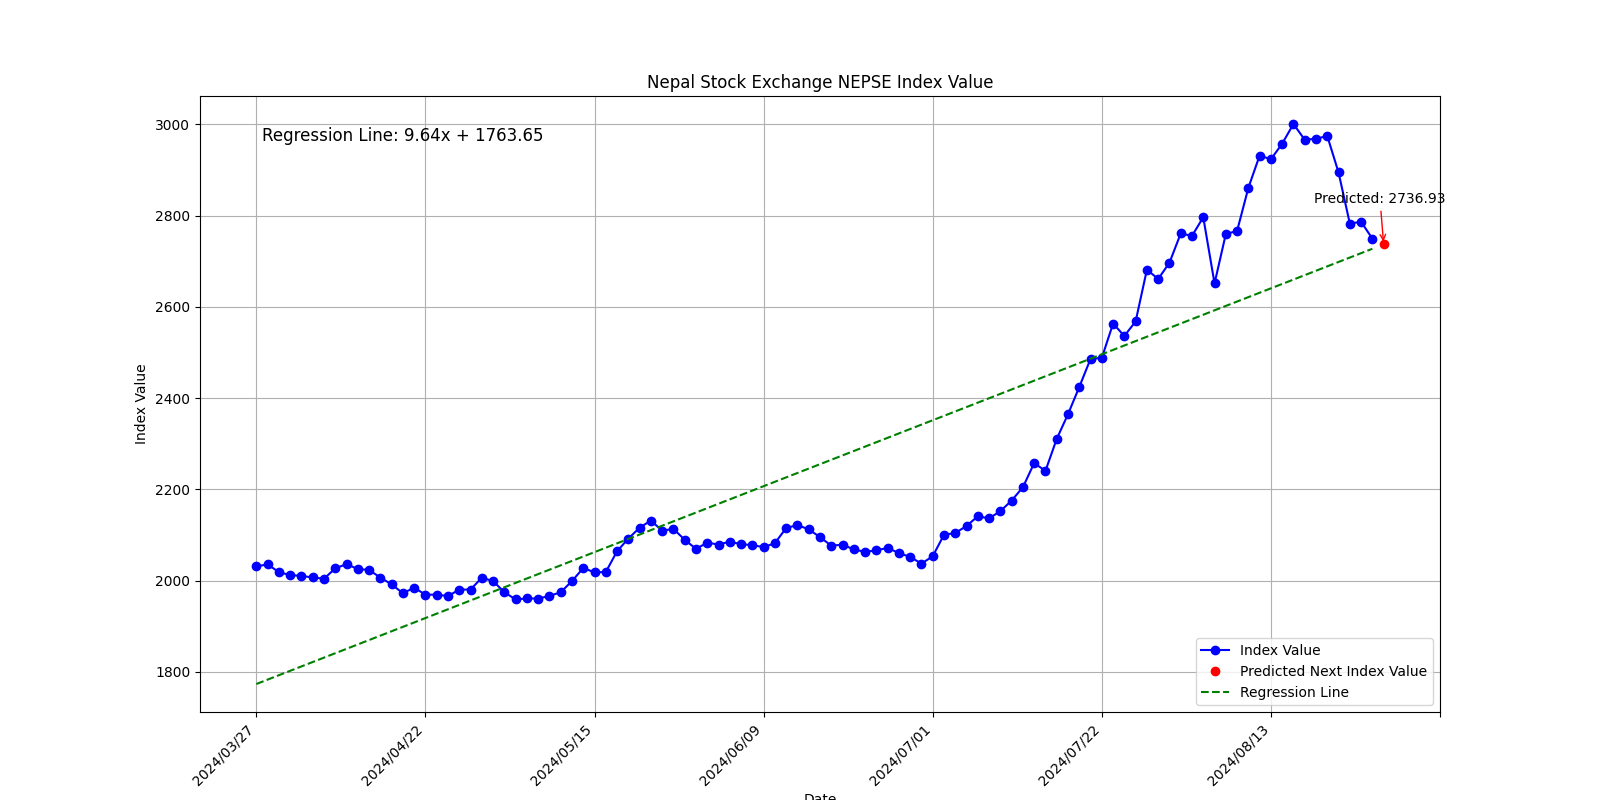 Nepal Stock Exchange NEPSE Index Value
3000
Regression Line: 9.64x + 1763.65
Predicted: 2736.93
2800
2600
2400
2200
2000
1800
Index Value
Index Value
Predicted Next Index Value
Regression Line
2024/03/27
2024/04/22
2024/05/15
2024/06/09
2024/07/01
2024/07/22
2024/08/13
Date